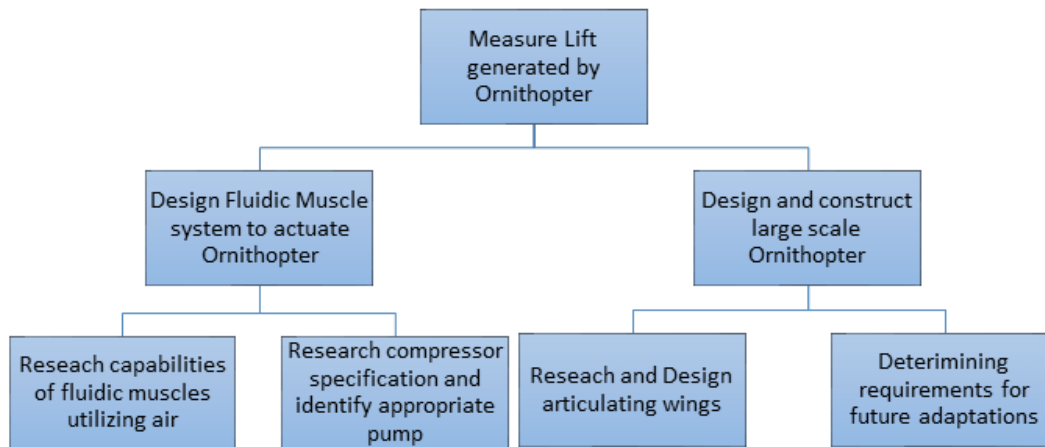 Measure Lift
generated by
Ornithopter
Design Fluidic Muscle
system to actuate
Ornithopter
Design and construct
large scale
Ornithopter
Reseach capabilities
of fluidic muscles
utilizing air
Research compressor
specification and
identify appropriate
pump
Reseach and Design
articulating wings
Deterimining
requirements for
future adaptations